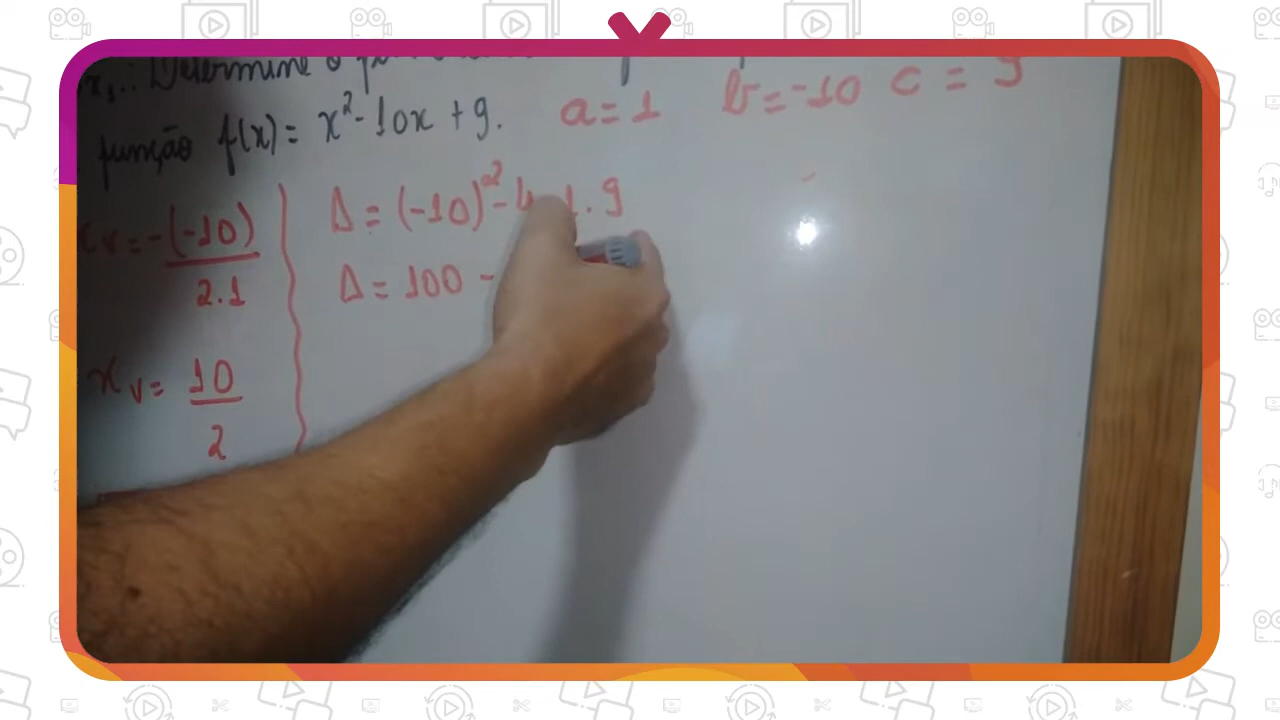 Determine o
função f(x) = x² - 10x + 9.
a = 1 b = -10 c = 9
xv = -(-10) / 2.1
Δ = (-10)² - 4 . 1 . 9
Δ = 100 -
xv = 10 / 2